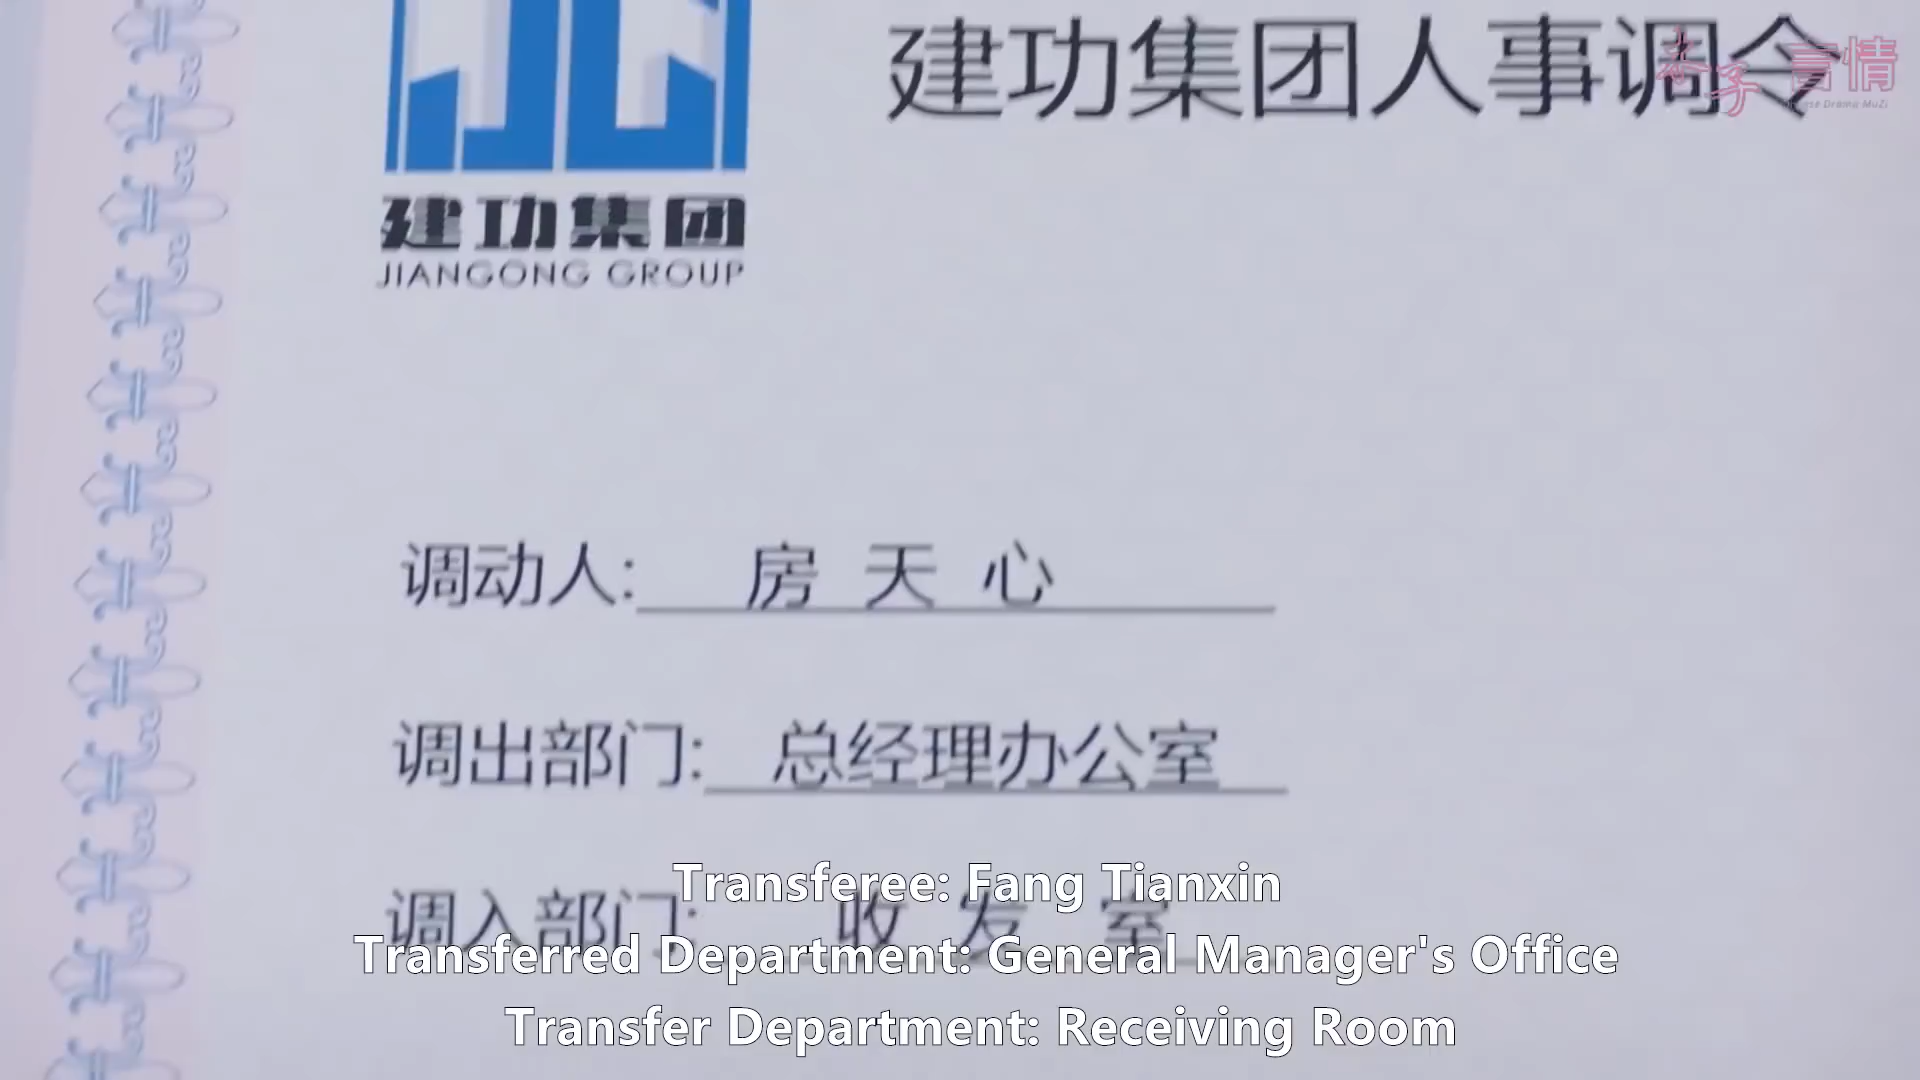 建功集团人事调令
建功集团
JIANGONG GROUP
调动人: 房天心
调出部门: 总经理办公室
调入部门: 收发室
Transferee: Fang Tianxin
Transferred Department: General Manager's Office
Transfer Department: Receiving Room